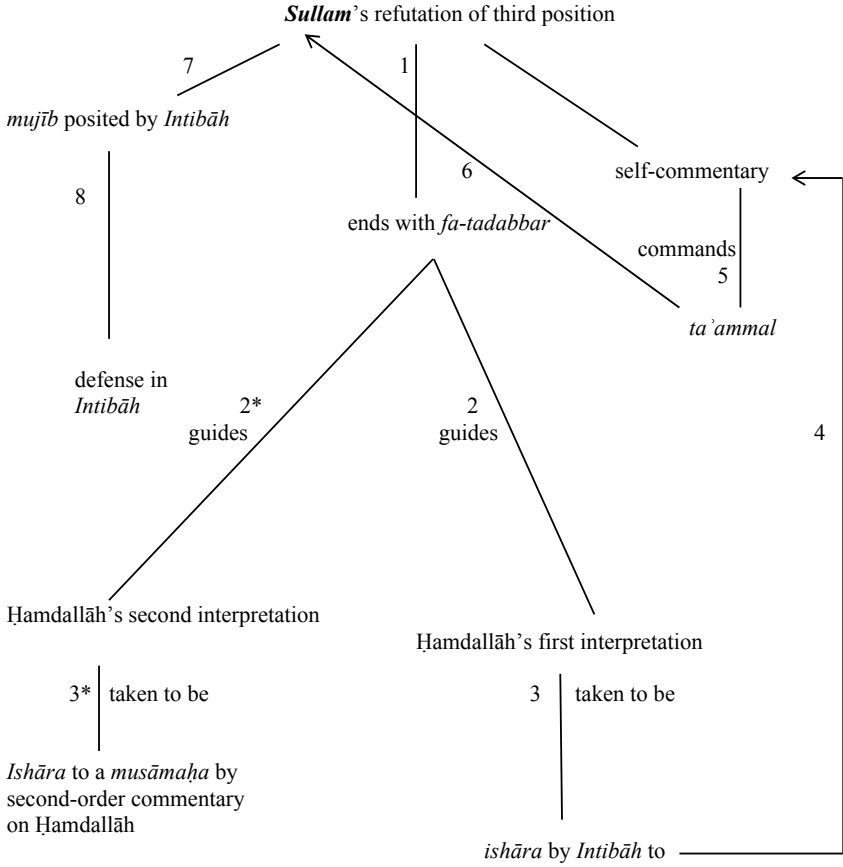 Sullam's refutation of third position
7
1
mujīb posited by Intibāh
6
self-commentary
8
ends with fa-tadabbar
commands
5
taʾammal
defense in
Intibāh
2*
guides
2
guides
4
Ḥamdallāh's second interpretation
Ḥamdallāh's first interpretation
3* taken to be
3 taken to be
Ishāra to a musāmaḥa by
second-order commentary
on Ḥamdallāh
ishāra by Intibāh to